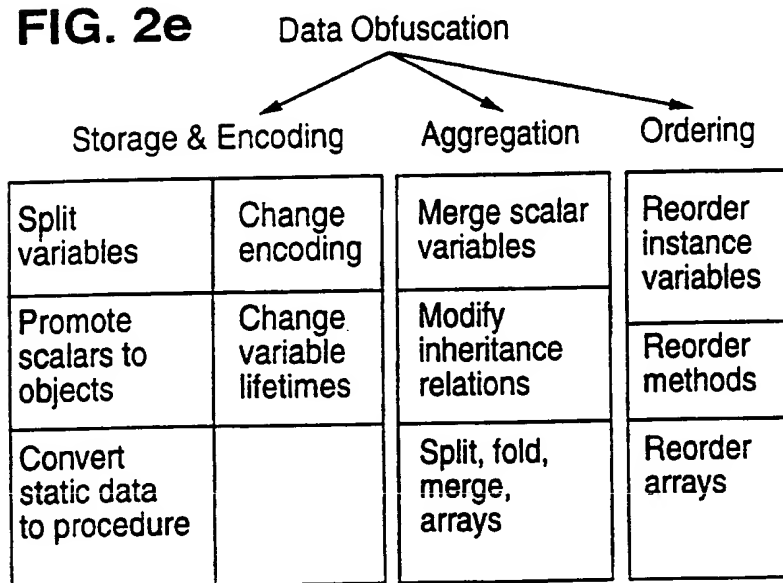 FIG. 2e
Data Obfuscation
Storage & Encoding
Aggregation
Ordering
Split
variables
Change
encoding
Merge scalar
variables
Reorder
instance
variables
Promote
scalars to
objects
Change
variable
lifetimes
Modify
inheritance
relations
Reorder
methods
Convert
static data
to procedure
Split, fold,
merge,
arrays
Reorder
arrays